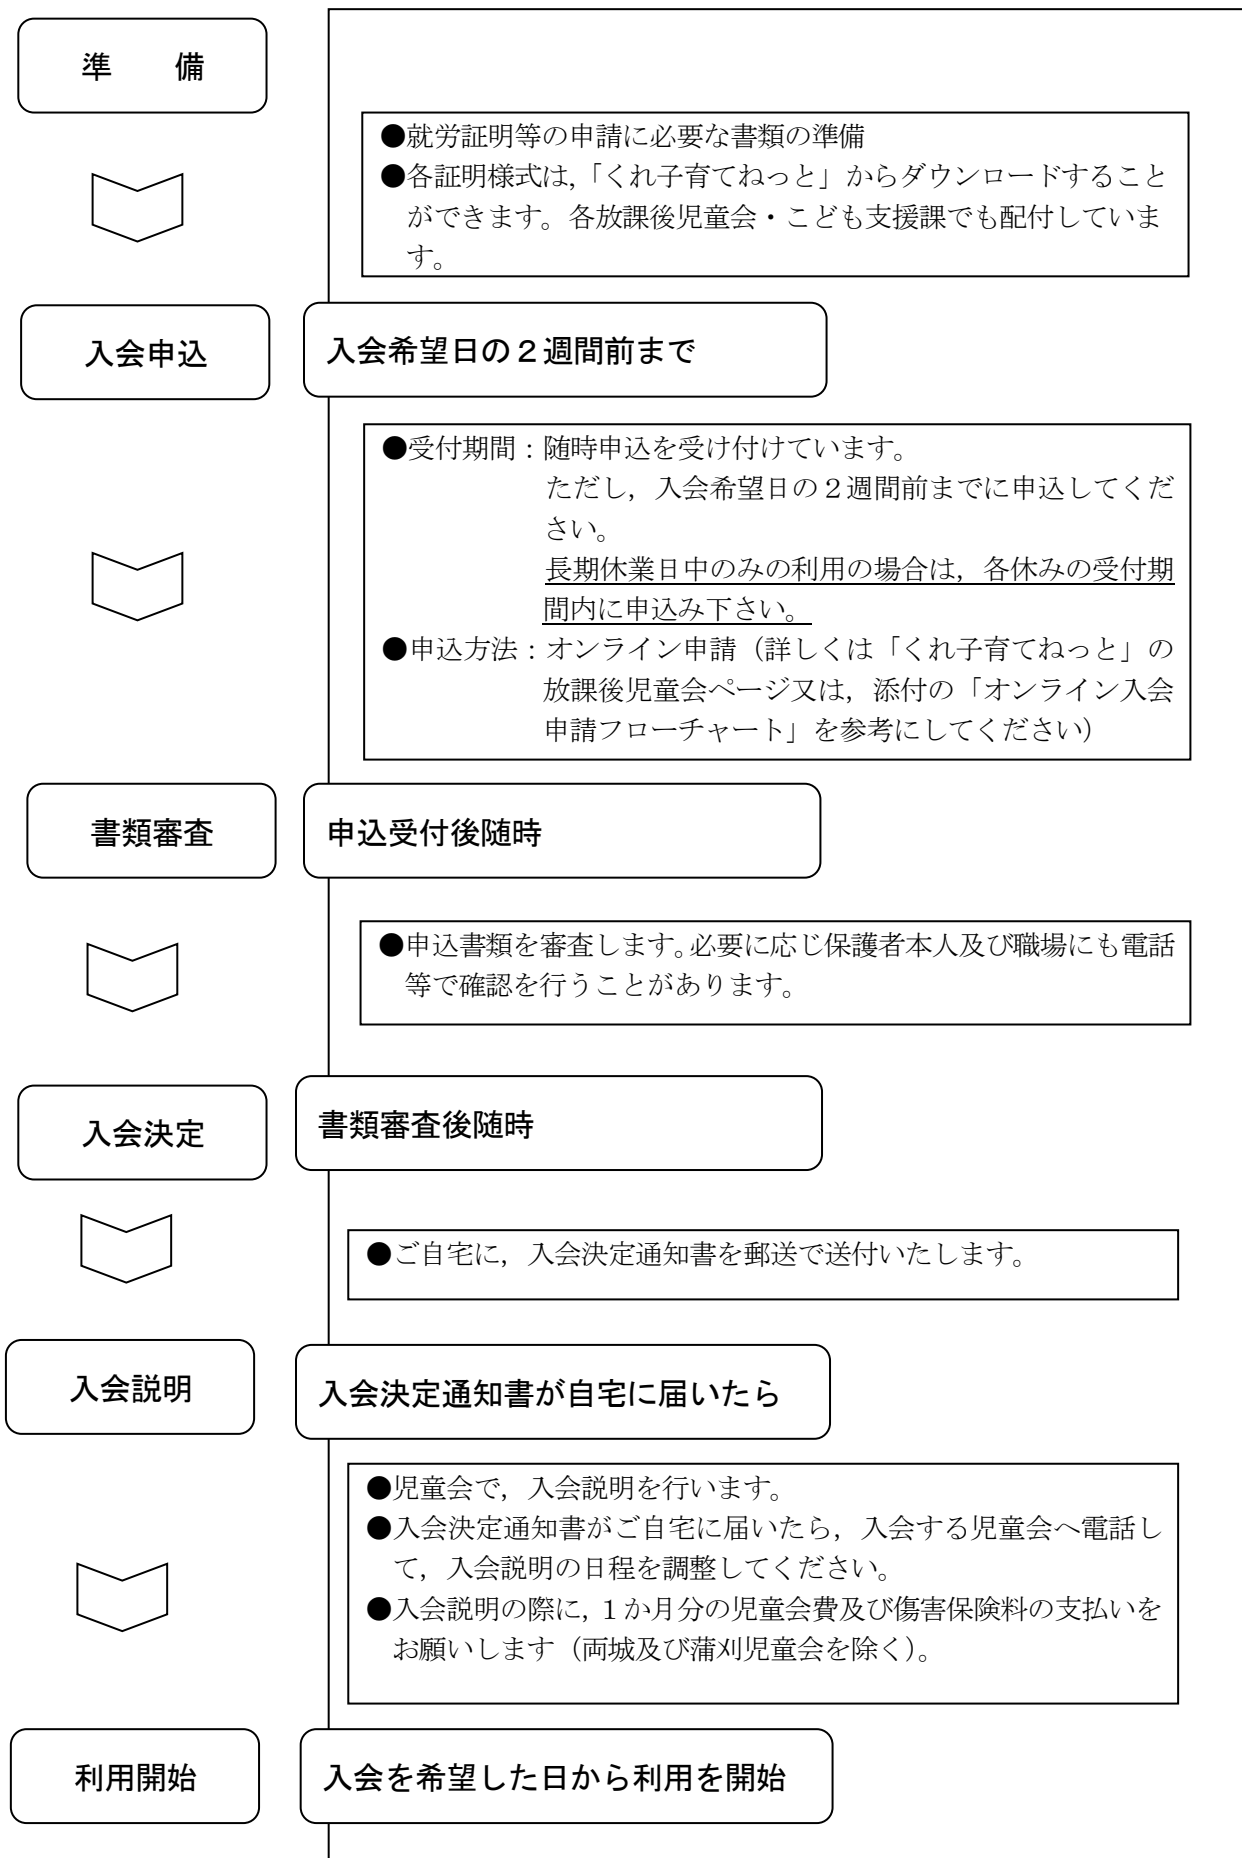 準　　備
●就労証明等の申請に必要な書類の準備
●各証明様式は，「くれ子育てねっと」からダウンロードすること
ができます。各放課後児童会・こども支援課でも配付していま
す。
入会申込
入会希望日の２週間前まで
●受付期間：随時申込を受け付けています。
ただし，入会希望日の２週間前までに申込してくだ
さい。
長期休業日中のみの利用の場合は，各休みの受付期
間内に申込み下さい。
●申込方法：オンライン申請（詳しくは「くれ子育てねっと」の
放課後児童会ページ又は，添付の「オンライン入会
申請フローチャート」を参考にしてください）
書類審査
申込受付後随時
●申込書類を審査します。必要に応じ保護者本人及び職場にも電話
等で確認を行うことがあります。
入会決定
書類審査後随時
●ご自宅に，入会決定通知書を郵送で送付いたします。
入会説明
入会決定通知書が自宅に届いたら
●児童会で，入会説明を行います。
●入会決定通知書がご自宅に届いたら，入会する児童会へ電話し
て，入会説明の日程を調整してください。
●入会説明の際に，１か月分の児童会費及び傷害保険料の支払いを
お願いします（両城及び蒲刈児童会を除く）。
利用開始
入会を希望した日から利用を開始